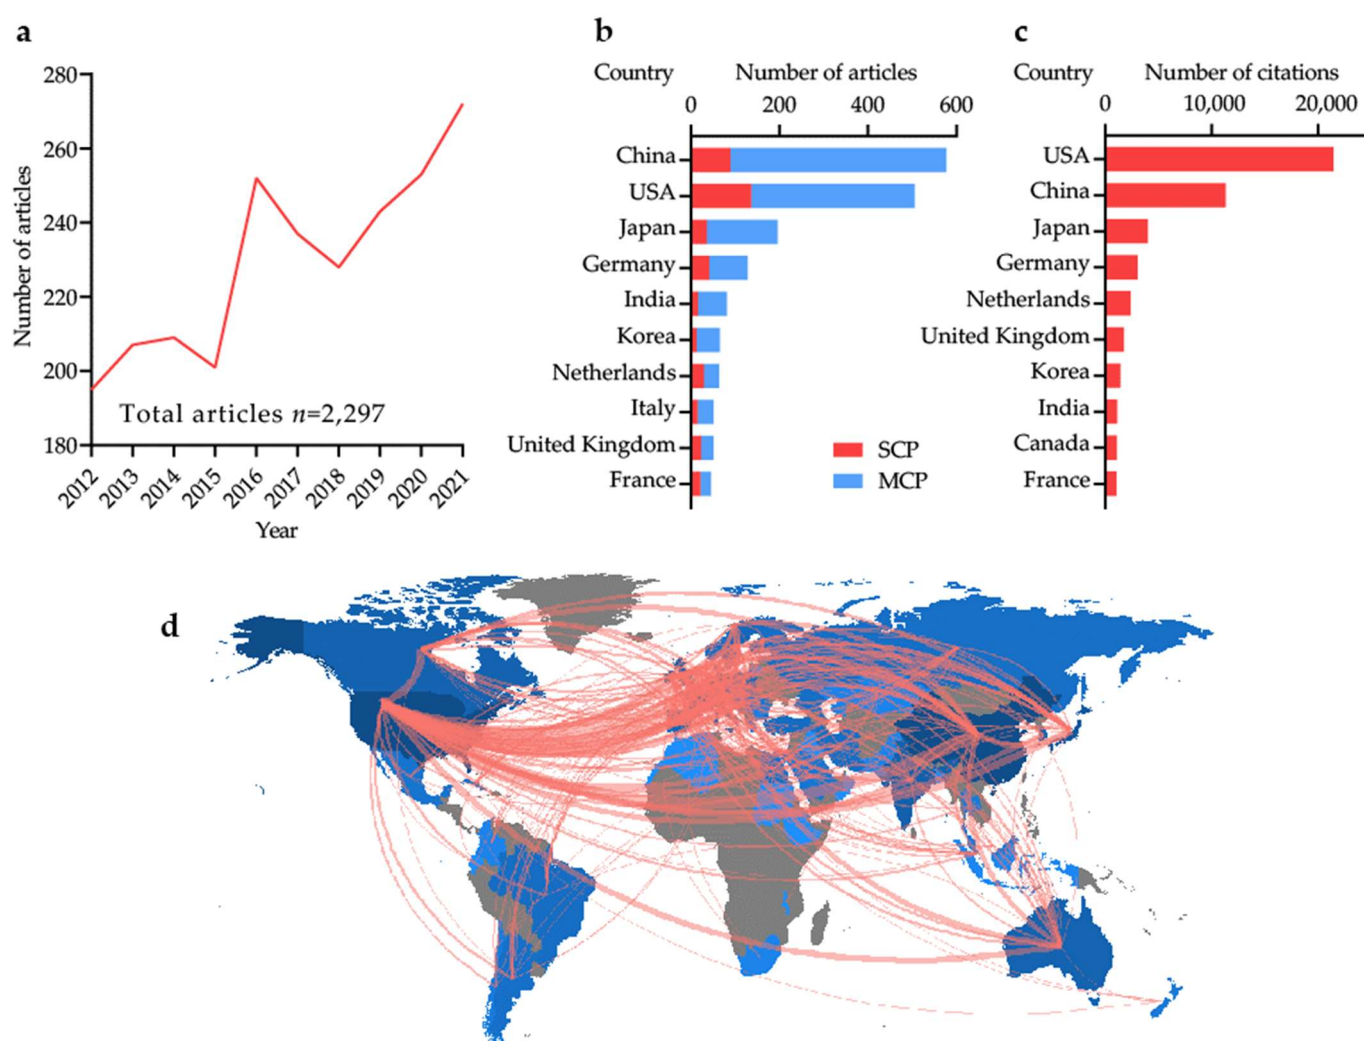 a
280
260
240
220
200
180
Number of articles
Total articles n=2,297
2012
2013
2014
2015
2016
2017
2018
2019
2020
2021
Year
b
Country Number of articles
0 200 400 600
China
USA
Japan
Germany
India
Korea
Netherlands
Italy
United Kingdom
France
SCP
MCP
c
Country Number of citations
0 10,000 20,000
USA
China
Japan
Germany
Netherlands
United Kingdom
Korea
India
Canada
France
d